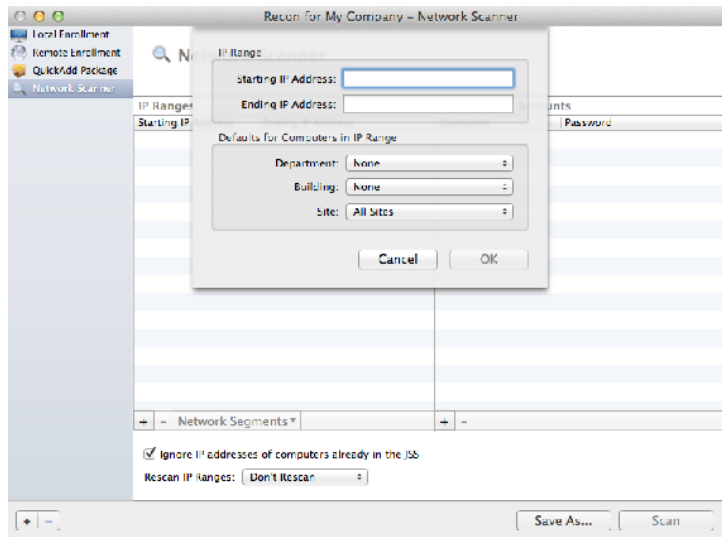 Recon for My Company – Network Scanner
Local Enrollment
Remote Enrollment
QuickAdd Package
Network Scanner
IP Range
Starting IP Address:
Ending IP Address:
Defaults for Computers in IP Range
Department: None
Building: None
Site: All Sites
Cancel OK
IP Ranges
Starting IP
Username Password
+ - Network Segments ▾
+ -
Ignore IP addresses of computers already in the JSS
Rescan IP Ranges: Don't Rescan
+ -
Save As... Scan